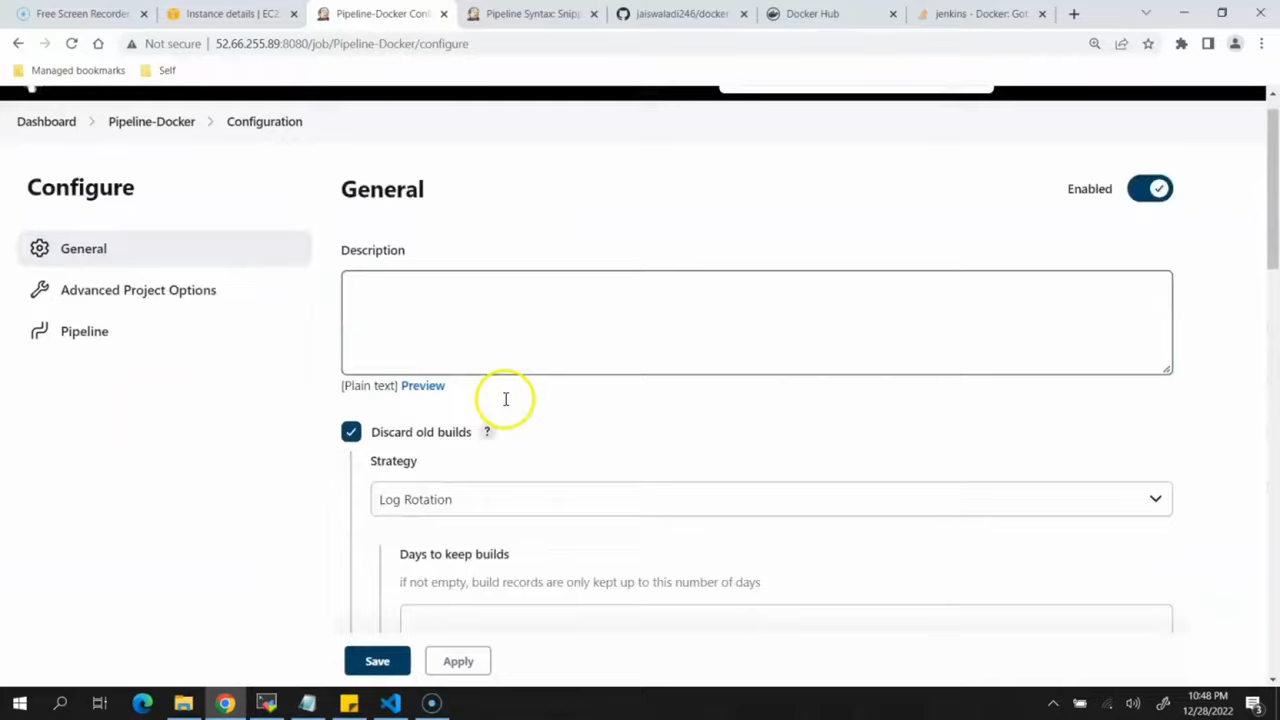 Free Screen Recorder
Instance details | EC2
Pipeline-Docker Con
Pipeline Syntax: Snip
jaiswaladi246/docker
Docker Hub
jenkins - Docker: Got
Not secure | 52.66.255.89:8080/job/Pipeline-Docker/configure
Managed bookmarks
Self
Dashboard > Pipeline-Docker > Configuration
Configure
General
Advanced Project Options
Pipeline
General
Enabled
Description
[Plain text] Preview
Discard old builds ?
Strategy
Log Rotation
Days to keep builds
if not empty, build records are only kept up to this number of days
Save
Apply
10:48 PM
12/28/2022
3